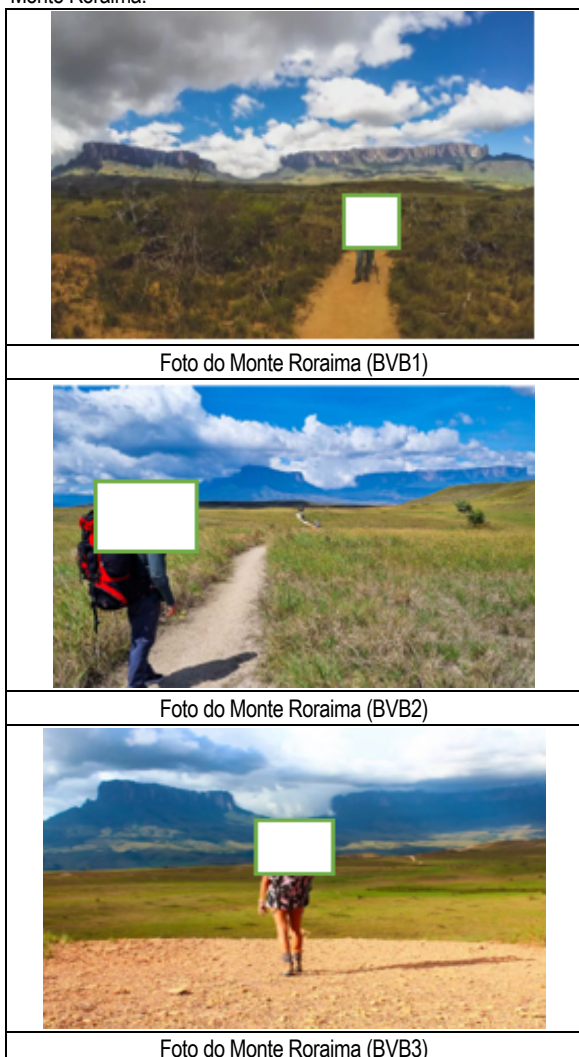 Monte Roraima.
Foto do Monte Roraima (BVB1)
Foto do Monte Roraima (BVB2)
Foto do Monte Roraima (BVB3)